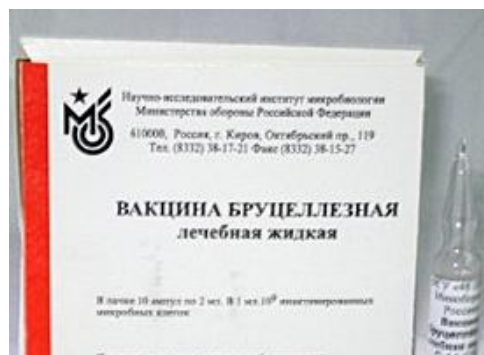 Научно-исследовательский институт микробиологии
Министерства обороны Российской Федерации
610000, Россия, г. Киров, Октябрьский пр., 119
Тел. (8332) 38-17-21 Факс (8332) 38-15-27
ВАКЦИНА БРУЦЕЛЛЕЗНАЯ
лечебная жидкая
В пачке 10 ампул по 2 мл. В 1 мл.10⁹ инактивированных
микробных клеток